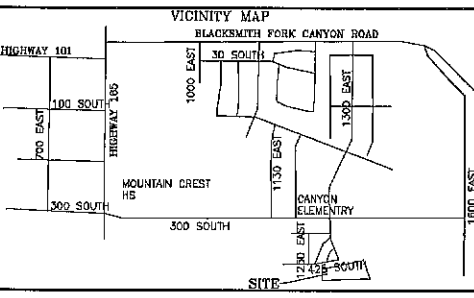 VICINITY MAP
BLACKSMITH FORK CANYON ROAD
HIGHWAY 101
30 SOUTH
1000 EAST
1300 EAST
100 SOUTH
HIGHWAY 165
700 EAST
1130 EAST
MOUNTAIN CREST
HS
CANYON
ELEMENTRY
1600 EAST
300 SOUTH
300 SOUTH
1250 EAST
425 SOUTH
SITE